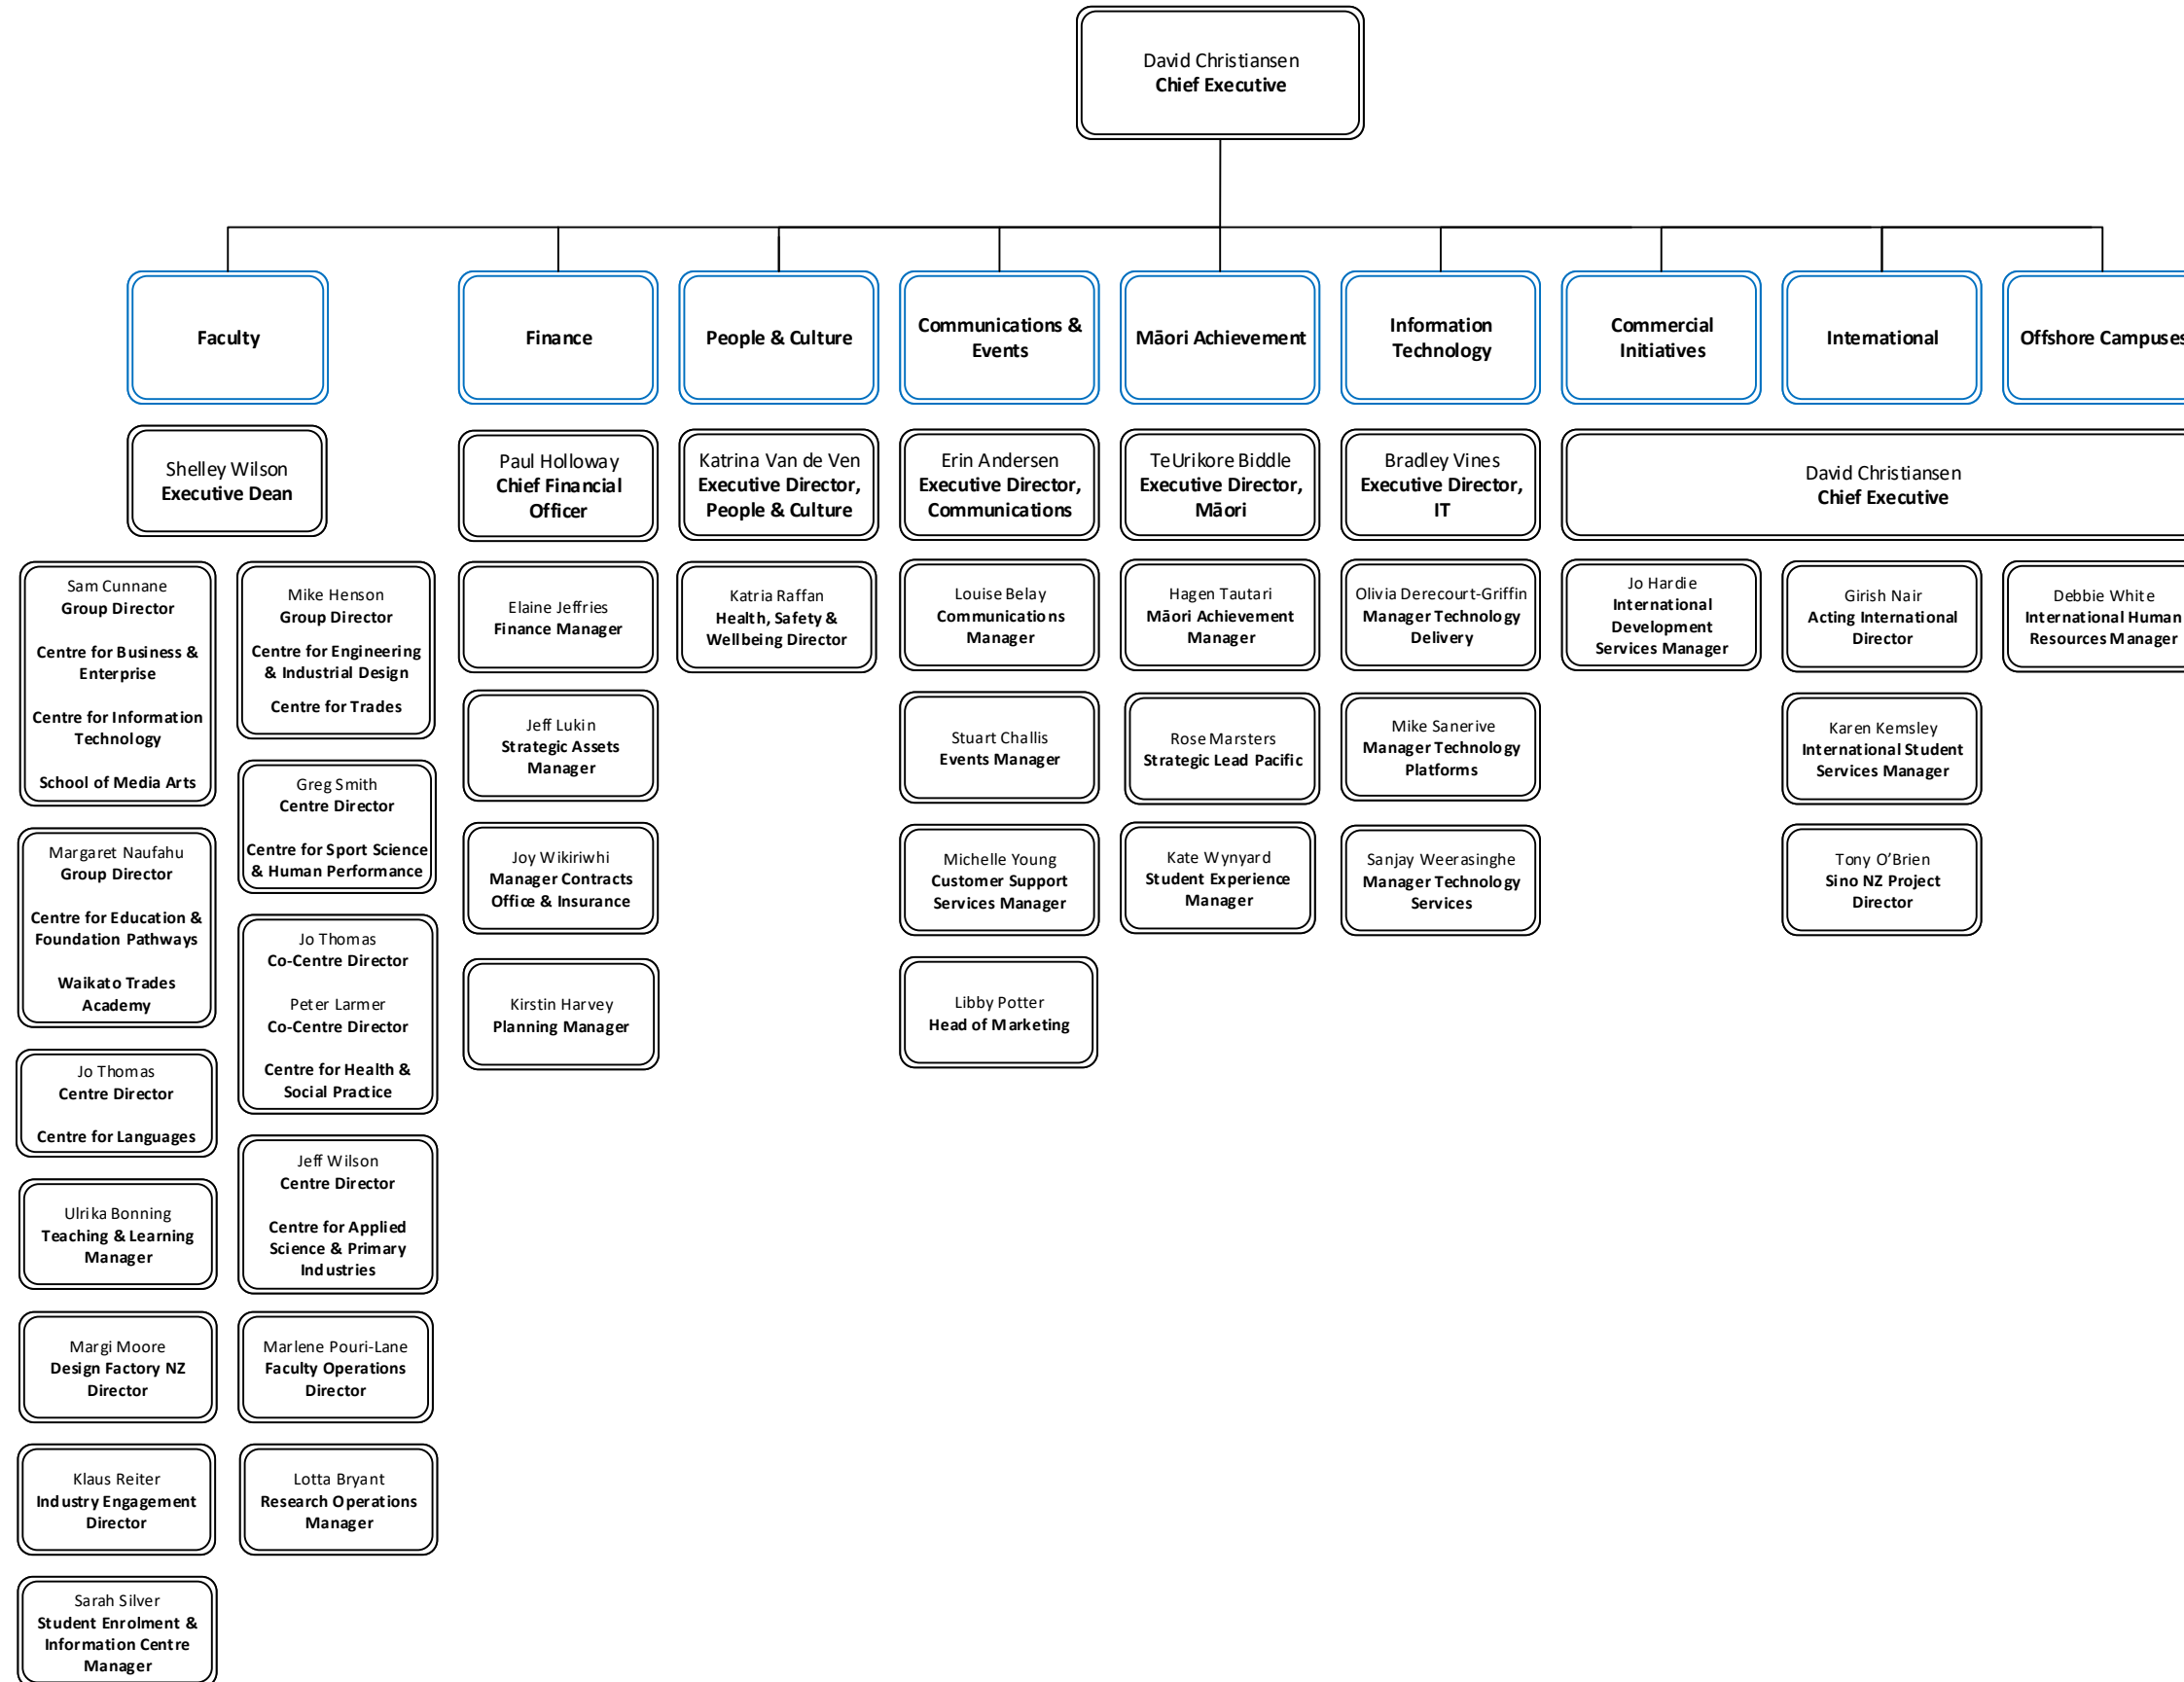 David Christiansen
Chief Executive
Faculty
Finance
People & Culture
Communications &
Events
Māori Achievement
Information
Technology
Commercial
Initiatives
International
Offshore Campuses
Shelley Wilson
Executive Dean
Paul Holloway
Chief Financial
Officer
Katrina Van de Ven
Executive Director,
People & Culture
Erin Andersen
Executive Director,
Communications
Te Urikore Biddle
Executive Director,
Māori
Bradley Vines
Executive Director,
IT
David Christiansen
Chief Executive
Sam Cunnane
Group Director
Centre for Business &
Enterprise
Centre for Information
Technology
School of Media Arts
Margaret Naufahu
Group Director
Centre for Education &
Foundation Pathways
Waikato Trades
Academy
Jo Thomas
Centre Director
Centre for Languages
Ulrika Bonning
Teaching & Learning
Manager
Margi Moore
Design Factory NZ
Director
Klaus Reiter
Industry Engagement
Director
Sarah Silver
Student Enrolment &
Information Centre
Manager
Mike Henson
Group Director
Centre for Engineering
& Industrial Design
Centre for Trades
Greg Smith
Centre Director
Centre for Sport Science
& Human Performance
Jo Thomas
Co-Centre Director
Peter Larmer
Co-Centre Director
Centre for Health &
Social Practice
Jeff Wilson
Centre Director
Centre for Applied
Science & Primary
Industries
Marlene Pouri-Lane
Faculty Operations
Director
Lotta Bryant
Research Operations
Manager
Elaine Jeffries
Finance Manager
Jeff Lukin
Strategic Assets
Manager
Joy Wikiriwhi
Manager Contracts
Office & Insurance
Kirstin Harvey
Planning Manager
Katria Raffan
Health, Safety &
Wellbeing Director
Louise Belay
Communications
Manager
Stuart Challis
Events Manager
Michelle Young
Customer Support
Services Manager
Libby Potter
Head of Marketing
Hagen Tautari
Māori Achievement
Manager
Rose Marsters
Strategic Lead Pacific
Kate Wynyard
Student Experience
Manager
Olivia Derecourt-Griffin
Manager Technology
Delivery
Mike Sanerive
Manager Technology
Platforms
Sanjay Weerasinghe
Manager Technology
Services
Jo Hardie
International
Development
Services Manager
Girish Nair
Acting International
Director
Karen Kemsley
International Student
Services Manager
Tony O’Brien
Sino NZ Project
Director
Debbie White
International Human
Resources Manager